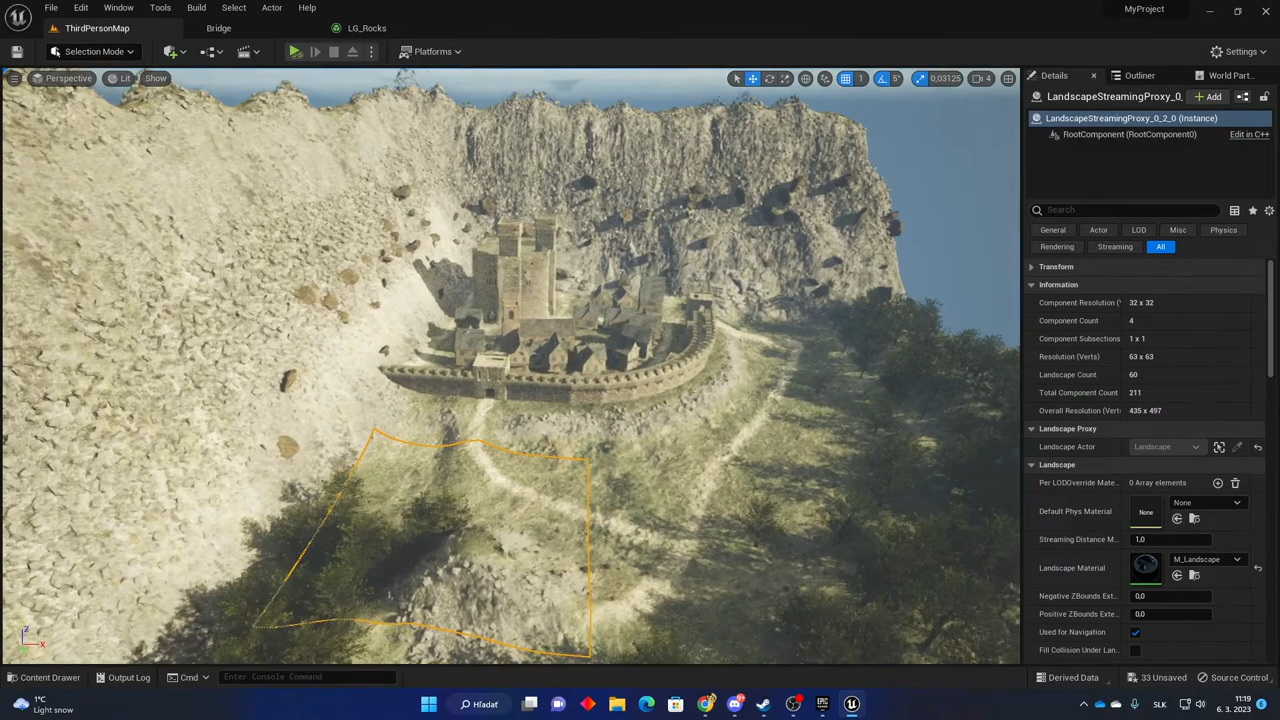 File Edit Window Tools Build Select Actor Help
MyProject
ThirdPersonMap Bridge LG_Rocks
Selection Mode Platforms Settings
Perspective Lit Show 1 5° 0,03125 4
Details Outliner World Part...
LandscapeStreamingProxy_0_ Add
LandscapeStreamingProxy_0_2_0 (Instance)
RootComponent (RootComponent0) Edit in C++
Search
General Actor LOD Misc Physics
Rendering Streaming All
Transform
Information
Component Resolution (V 32 x 32
Component Count 4
Component Subsections 1 x 1
Resolution (Verts) 63 x 63
Landscape Count 60
Total Component Count 211
Overall Resolution (Vert: 435 x 497
Landscape Proxy
Landscape Actor Landscape
Landscape
Per LODOverride Mate... 0 Array elements
Default Phys Material None None
Streaming Distance M... 1,0
Landscape Material M_Landscape
Negative ZBounds Ext... 0,0
Positive ZBounds Exte... 0,0
Used for Navigation
Fill Collision Under Lan...
Z
X
Content Drawer Output Log Cmd Enter Console Command Derived Data 33 Unsaved Source Control
1°C
Light snow
Hľadať
EPIC
GAMES
SLK
11:19
6. 3. 2023